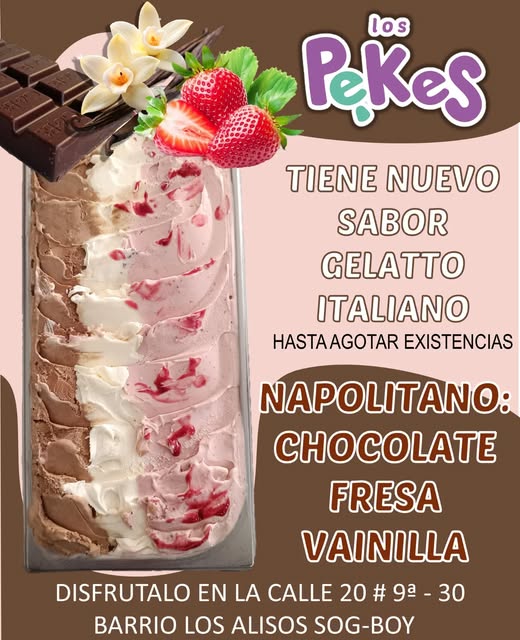 los
PeKeS
TIENE NUEVO
SABOR
GELATTO
ITALIANO
HASTA AGOTAR EXISTENCIAS
NAPOLITANO:
CHOCOLATE
FRESA
VAINILLA
DISFRUTALO EN LA CALLE 20 # 9ª - 30
BARRIO LOS ALISOS SOG-BOY